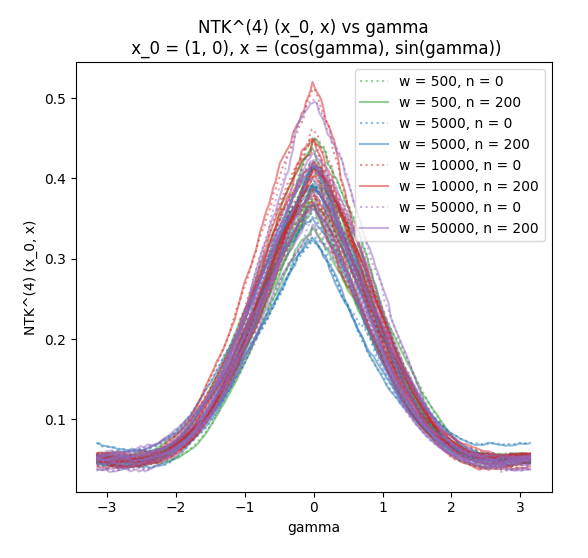 NTK^(4) (x_0, x) vs gamma
x_0 = (1, 0), x = (cos(gamma), sin(gamma))
w = 500, n = 0
w = 500, n = 200
w = 5000, n = 0
w = 5000, n = 200
w = 10000, n = 0
w = 10000, n = 200
w = 50000, n = 0
w = 50000, n = 200
NTK^(4) (x_0, x)
0.5
0.4
0.3
0.2
0.1
−3
−2
−1
0
1
2
3
gamma